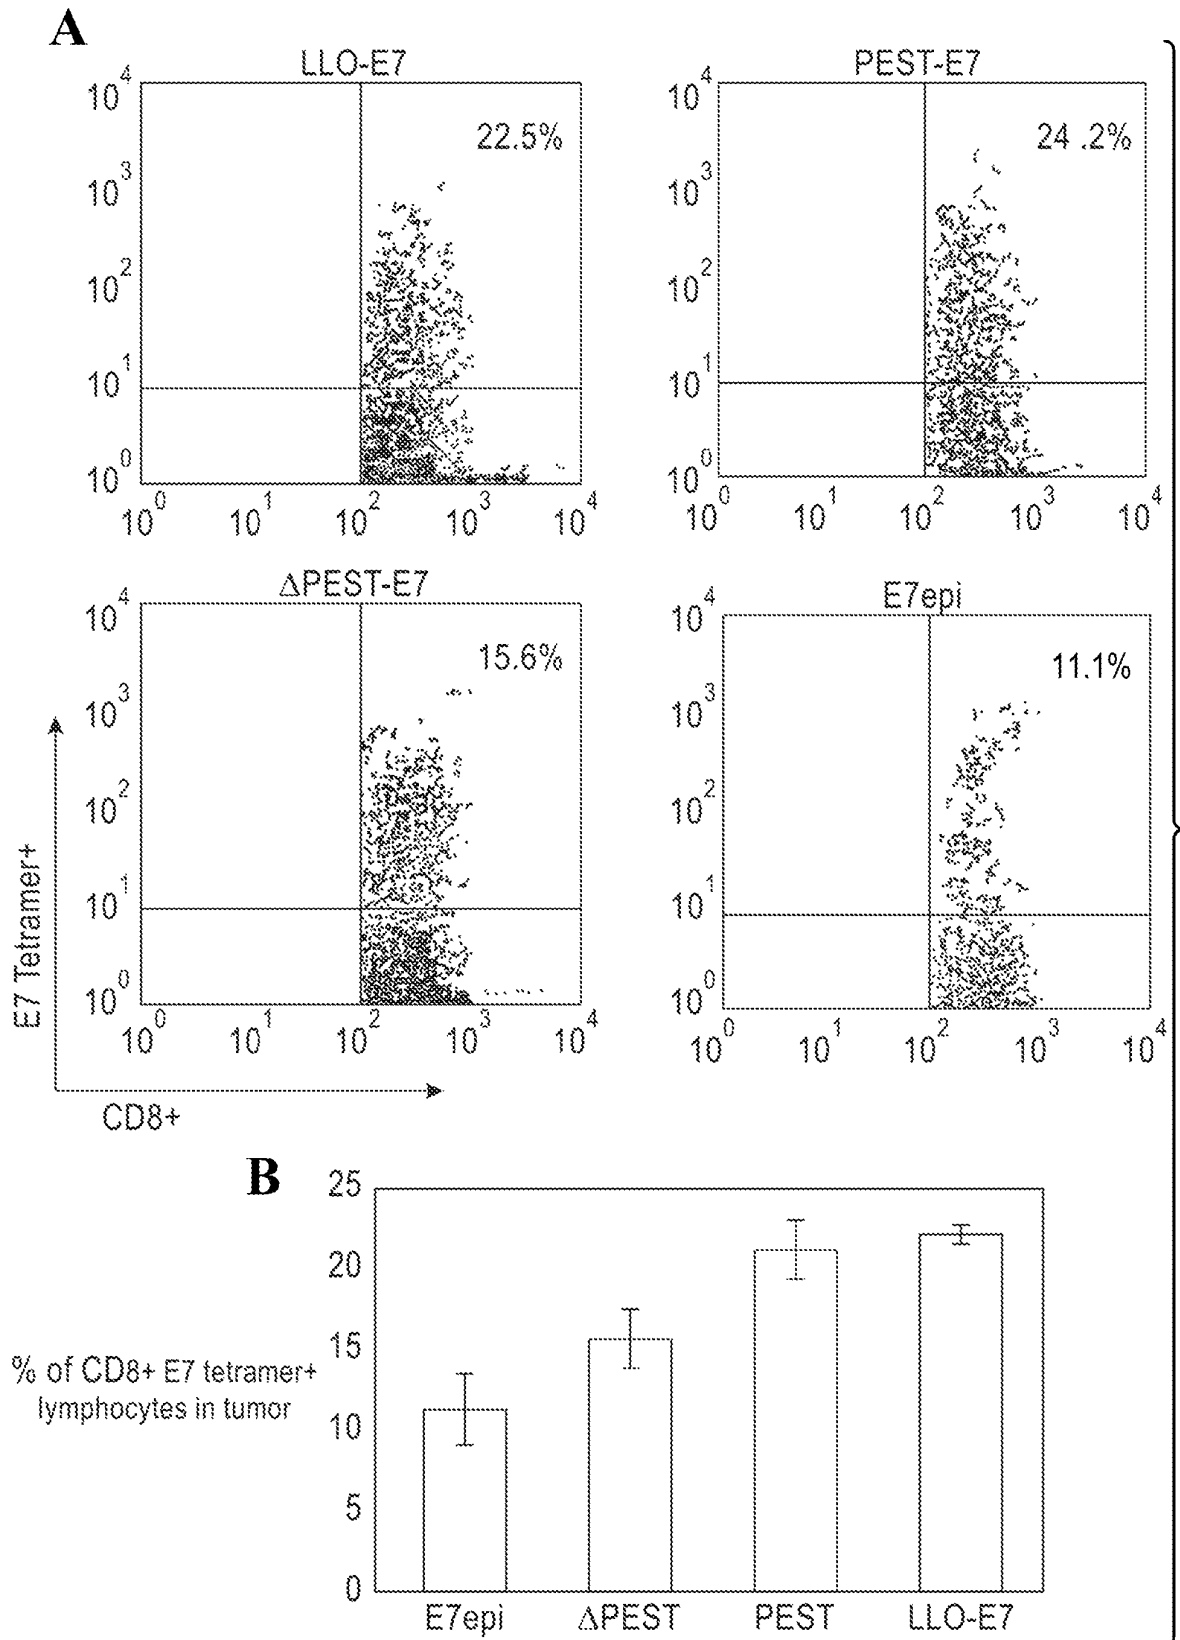 A
LLO-E7
10^4
10^3
10^2
10^1
10^0
22.5%
10^0 10^1 10^2 10^3 10^4
PEST-E7
10^4
10^3
10^2
10^1
10^0
24 .2%
10^0 10^1 10^2 10^3 10^4
ΔPEST-E7
10^4
10^3
10^2
10^1
10^0
15.6%
10^0 10^1 10^2 10^3 10^4
E7epi
10^4
10^3
10^2
10^1
10^0
11.1%
10^0 10^1 10^2 10^3 10^4
E7 Tetramer+
CD8+
B
25
20
15
10
5
0
% of CD8+ E7 tetramer+
lymphocytes in tumor
E7epi ΔPEST PEST LLO-E7